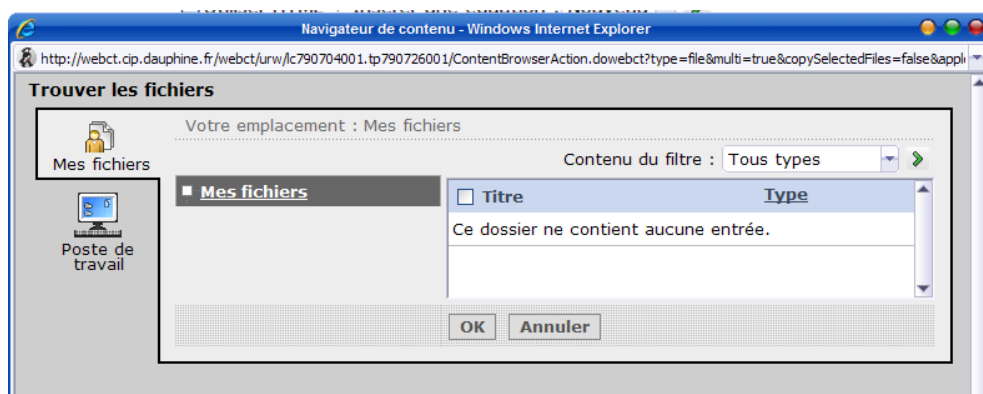 Navigateur de contenu - Windows Internet Explorer
http://webct.cip.dauphine.fr/webct/urw/lc790704001.tp790726001/ContentBrowserAction.dowebct?type=file&multi=true&copySelectedFiles=false&appl
Trouver les fichiers
Votre emplacement : Mes fichiers
Mes fichiers
Contenu du filtre : Tous types
Mes fichiers
Titre Type
Ce dossier ne contient aucune entrée.
Poste de
travail
OK Annuler